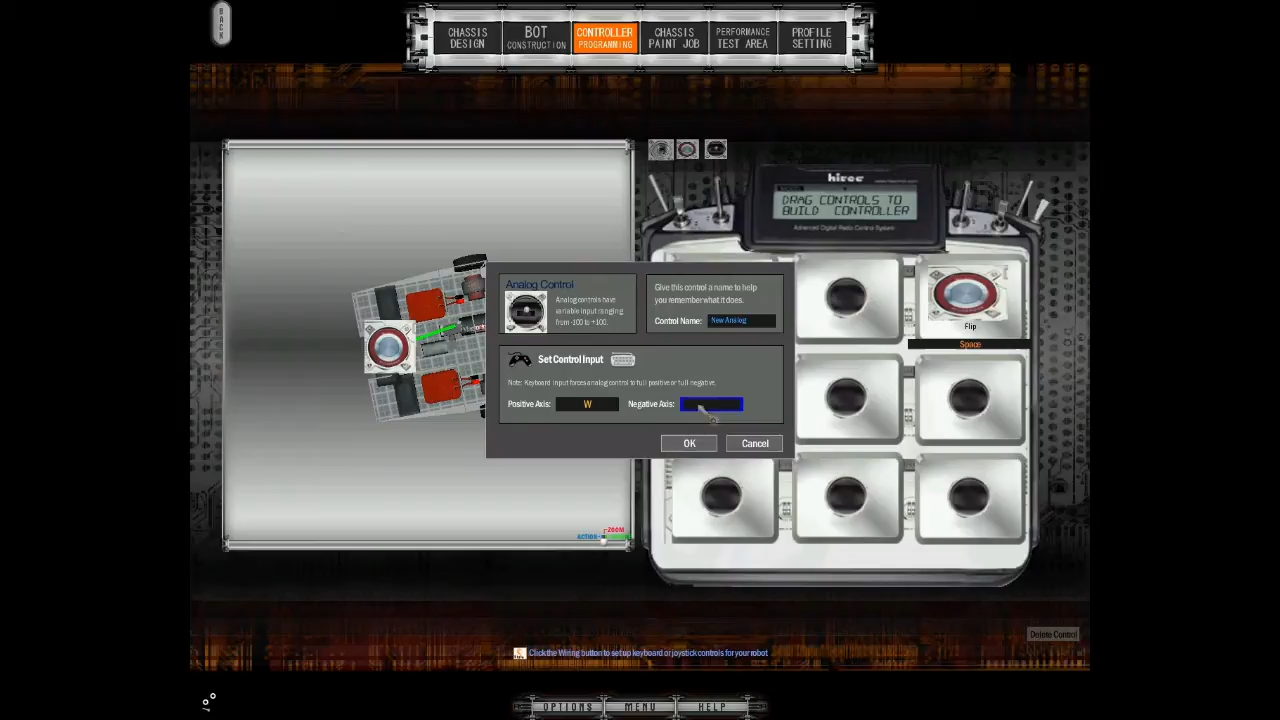 BACK
CHASSIS DESIGN
BOT CONSTRUCTION
CONTROLLER PROGRAMMING
CHASSIS PAINT JOB
PERFORMANCE TEST AREA
PROFILE SETTING
hitec
DRAG CONTROLS TO
BUILD CONTROLLER
Advanced Digital Radio Control System
Analog Control
Analog controls have
variable input ranging
from -100 to +100.
Give this control a name to help
you remember what it does.
Control Name: New Analog
Set Control Input
Note: Keyboard input forces analog control to full positive or full negative.
Positive Axis: W
Negative Axis:
OK
Cancel
Flip
Space
ZOOM
ACTION
Delete Control
Click the Wiring button to set up keyboard or joystick controls for your robot
OPTIONS
MENU
HELP